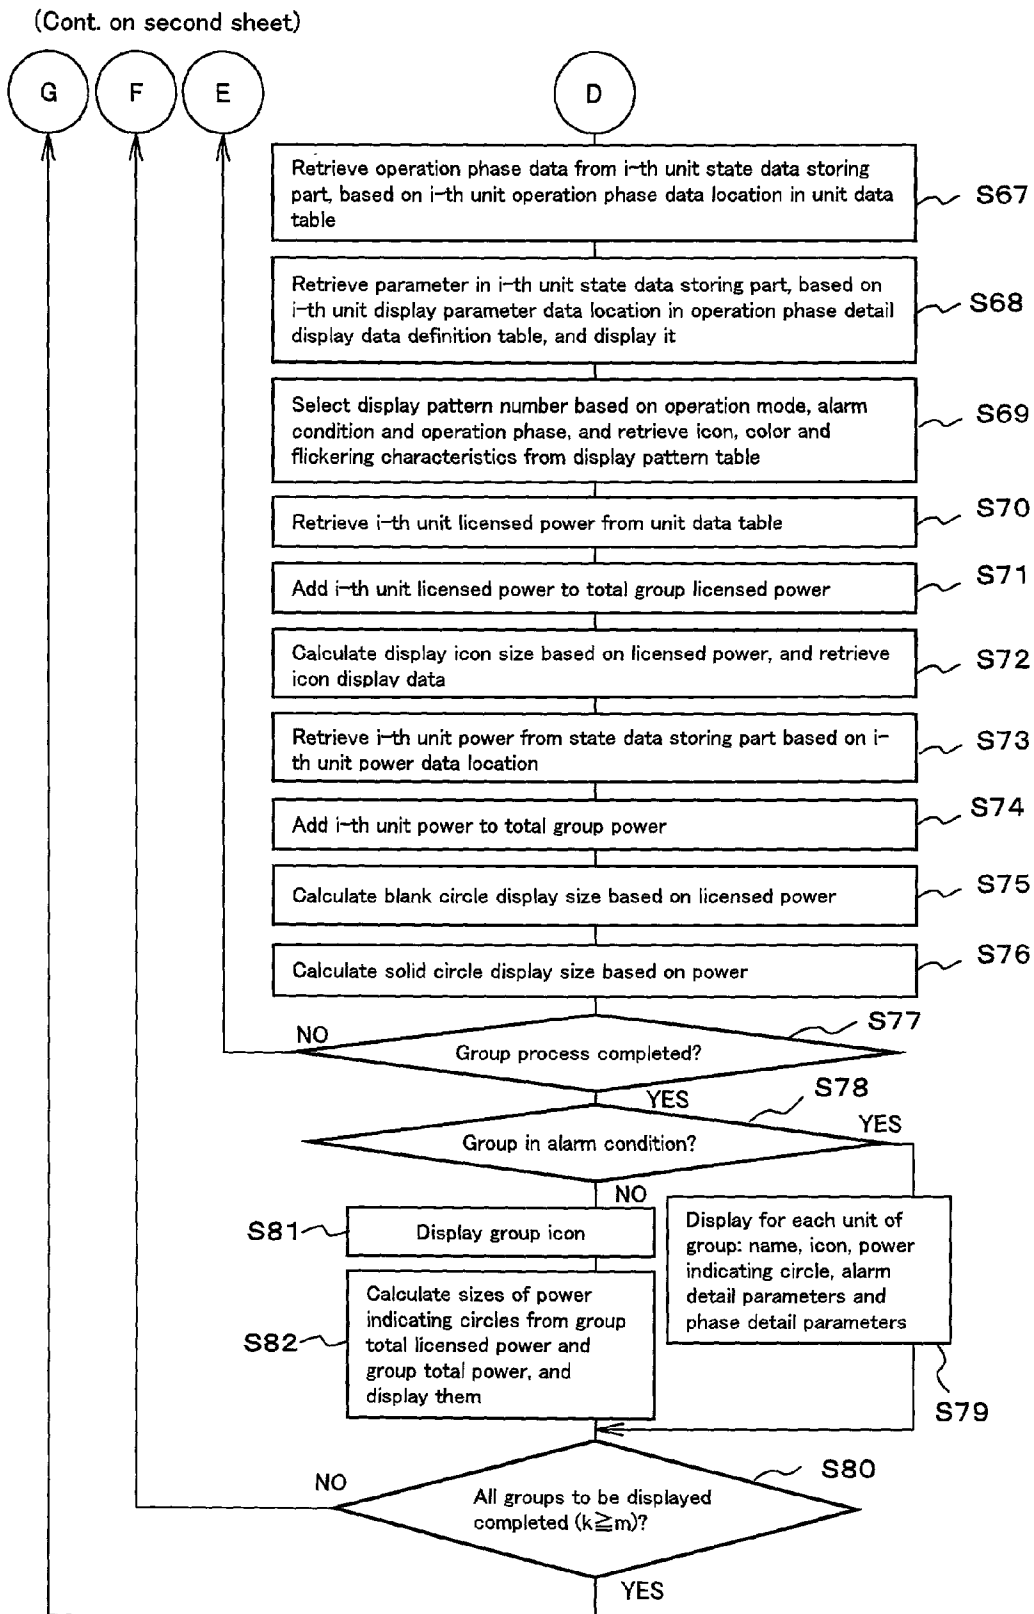 (Cont. on second sheet)
G F E D
Retrieve operation phase data from i-th unit state data storing
part, based on i-th unit operation phase data location in unit data
table
S67
Retrieve parameter in i-th unit state data storing part, based on
i-th unit display parameter data location in operation phase detail
display data definition table, and display it
S68
Select display pattern number based on operation mode, alarm
condition and operation phase, and retrieve icon, color and
flickering characteristics from display pattern table
S69
Retrieve i-th unit licensed power from unit data table
S70
Add i-th unit licensed power to total group licensed power
S71
Calculate display icon size based on licensed power, and retrieve
icon display data
S72
Retrieve i-th unit power from state data storing part based on i-
th unit power data location
S73
Add i-th unit power to total group power
S74
Calculate blank circle display size based on licensed power
S75
Calculate solid circle display size based on power
S76
NO
Group process completed?
S77
YES
S78
Group in alarm condition?
YES
NO
S81
Display group icon
Display for each unit of
group: name, icon, power
indicating circle, alarm
detail parameters and
phase detail parameters
S79
S82
Calculate sizes of power
indicating circles from group
total licensed power and
group total power, and
display them
NO
S80
All groups to be displayed
completed (k≧m)?
YES